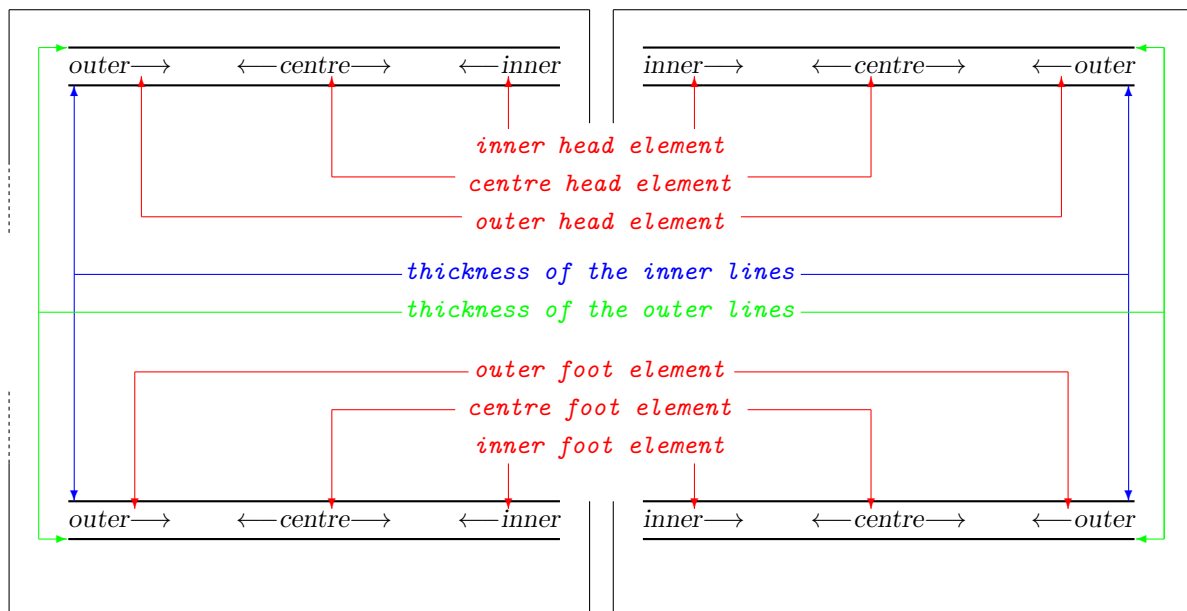 outer→ ←centre→ ←inner inner→ ←centre→ ←outer
inner head element
centre head element
outer head element
thickness of the inner lines
thickness of the outer lines
outer foot element
centre foot element
inner foot element
outer→ ←centre→ ←inner inner→ ←centre→ ←outer